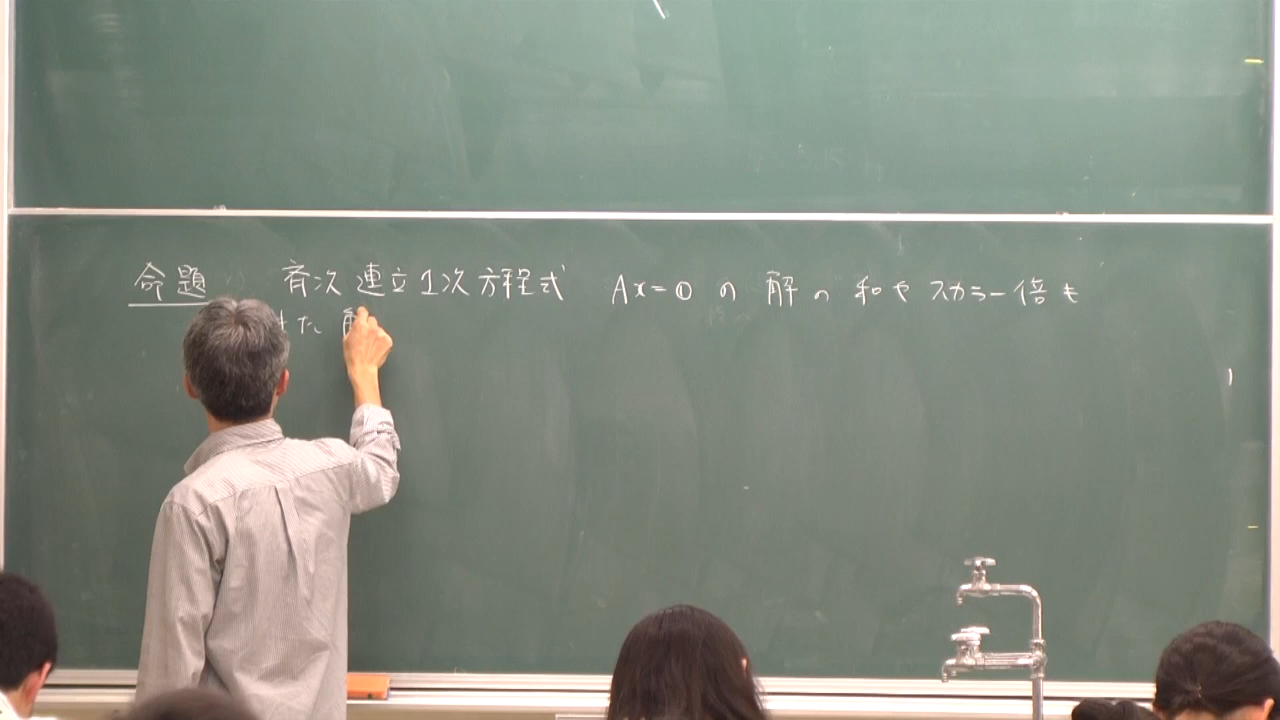 命題 斉次連立1次方程式 Ax=0 の 解 の 和や スカラー倍も
また 解